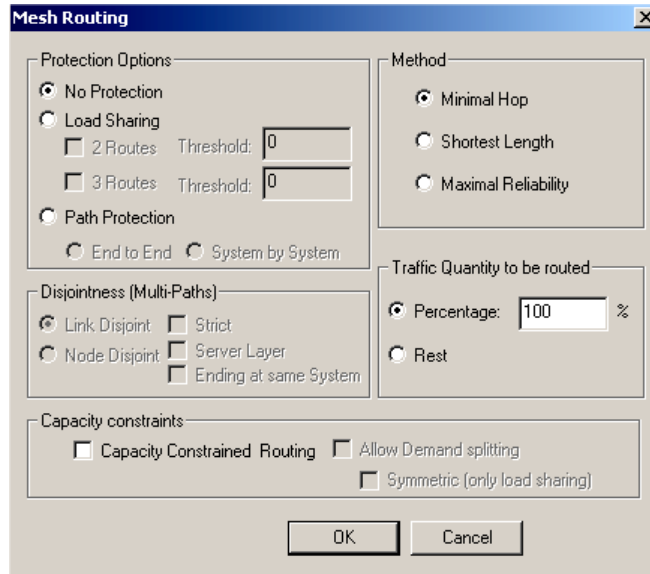 Mesh Routing
Protection Options
No Protection
Load Sharing
2 Routes Threshold: 0
3 Routes Threshold: 0
Path Protection
End to End System by System
Disjointness (Multi-Paths)
Link Disjoint Strict
Node Disjoint Server Layer
Ending at same System
Method
Minimal Hop
Shortest Length
Maximal Reliability
Traffic Quantity to be routed
Percentage: 100 %
Rest
Capacity constraints
Capacity Constrained Routing Allow Demand splitting
Symmetric (only load sharing)
OK Cancel